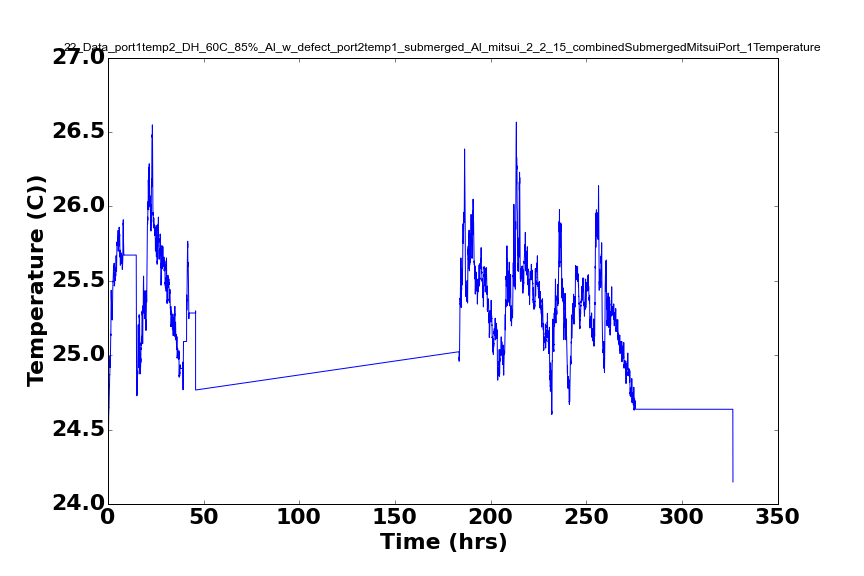 22_Data_port1temp2_DH_60C_85%_Al_w_defect_port2temp1_submerged_Al_mitsui_2_2_15_combinedSubmergedMitsuiPort_1Temperature
27.0
26.5
26.0
25.5
25.0
24.5
24.0
Temperature (C))
0 50 100 150 200 250 300 350
Time (hrs)